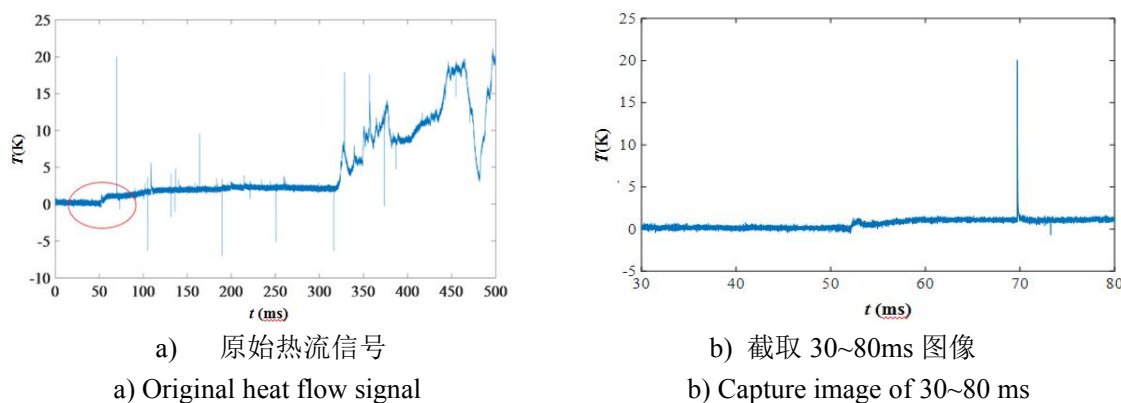 25
20
15
10
5
0
-5
-10
T(K)
0 50 100 150 200 250 300 350 400 450 500
t (ms)
a) 原始热流信号
a) Original heat flow signal
25
20
15
10
5
0
-5
T(K)
30 40 50 60 70 80
t (ms)
b) 截取 30~80ms 图像
b) Capture image of 30~80 ms